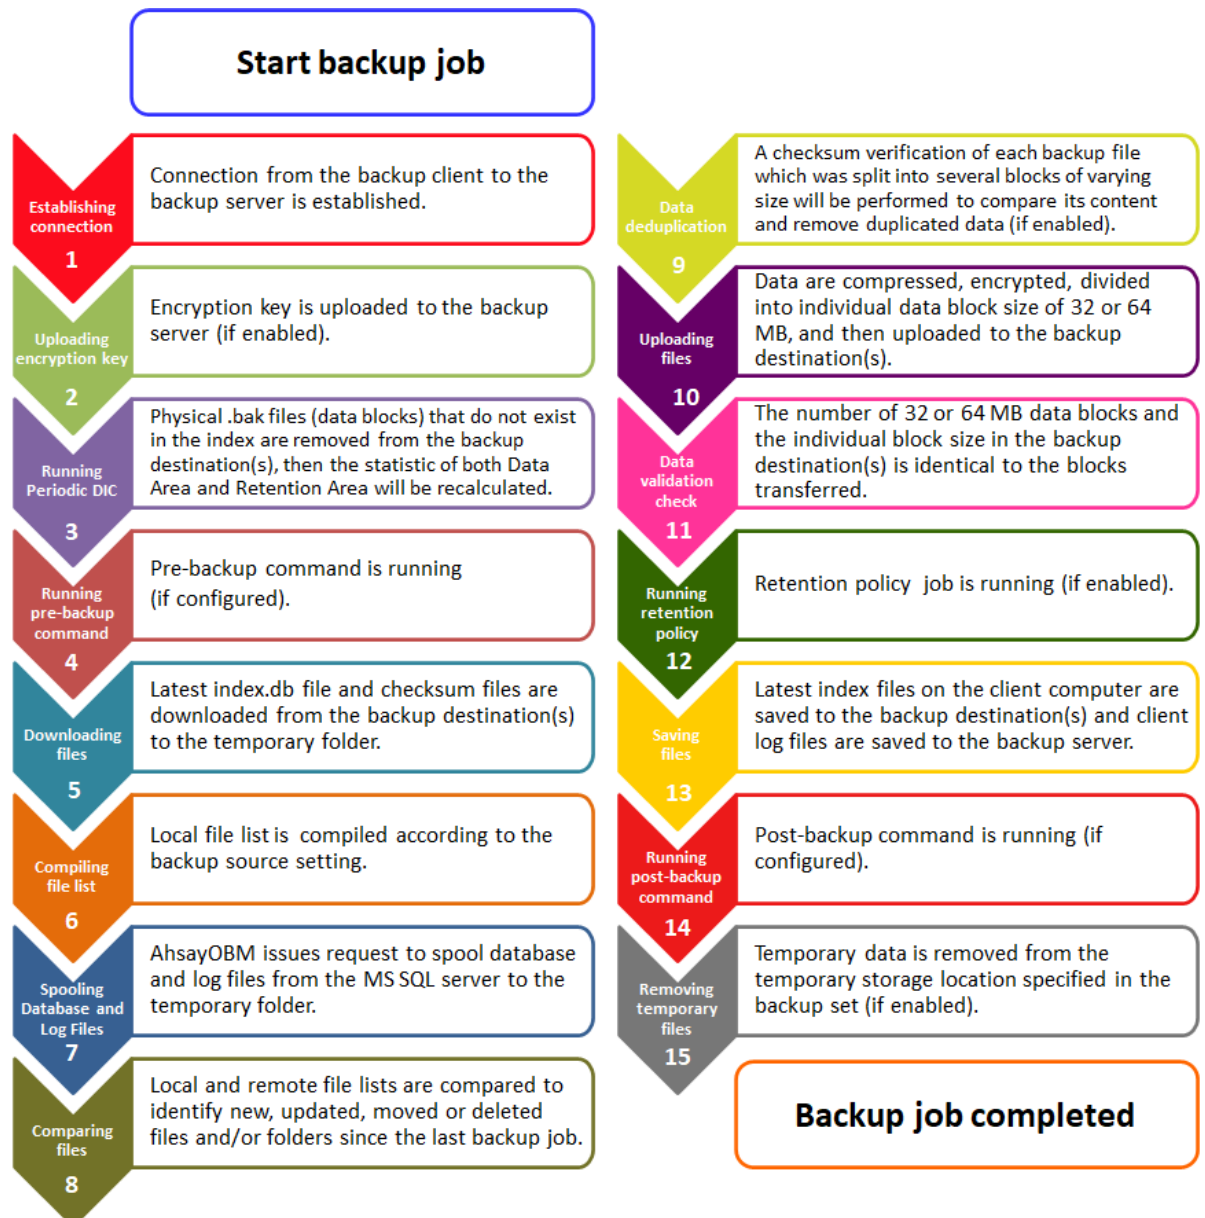 Start backup job
Establishing
connection
1
Connection from the backup client to the
backup server is established.
Uploading
encryption key
2
Encryption key is uploaded to the backup
server (if enabled).
Running
Periodic DIC
3
Physical .bak files (data blocks) that do not exist
in the index are removed from the backup
destination(s), then the statistic of both Data
Area and Retention Area will be recalculated.
Running
pre-backup
command
4
Pre-backup command is running
(if configured).
Downloading
files
5
Latest index.db file and checksum files are
downloaded from the backup destination(s)
to the temporary folder.
Compiling
file list
6
Local file list is compiled according to the
backup source setting.
Spooling
Database and
Log Files
7
AhsayOBM issues request to spool database
and log files from the MS SQL server to the
temporary folder.
Comparing
files
8
Local and remote file lists are compared to
identify new, updated, moved or deleted
files and/or folders since the last backup job.
Data
deduplication
9
A checksum verification of each backup file
which was split into several blocks of varying
size will be performed to compare its content
and remove duplicated data (if enabled).
Uploading
files
10
Data are compressed, encrypted, divided
into individual data block size of 32 or 64
MB, and then uploaded to the backup
destination(s).
Data
validation
check
11
The number of 32 or 64 MB data blocks and
the individual block size in the backup
destination(s) is identical to the blocks
transferred.
Running
retention
policy
12
Retention policy job is running (if enabled).
Saving
files
13
Latest index files on the client computer are
saved to the backup destination(s) and client
log files are saved to the backup server.
Running
post-backup
command
14
Post-backup command is running (if
configured).
Removing
temporary
files
15
Temporary data is removed from the
temporary storage location specified in the
backup set (if enabled).
Backup job completed